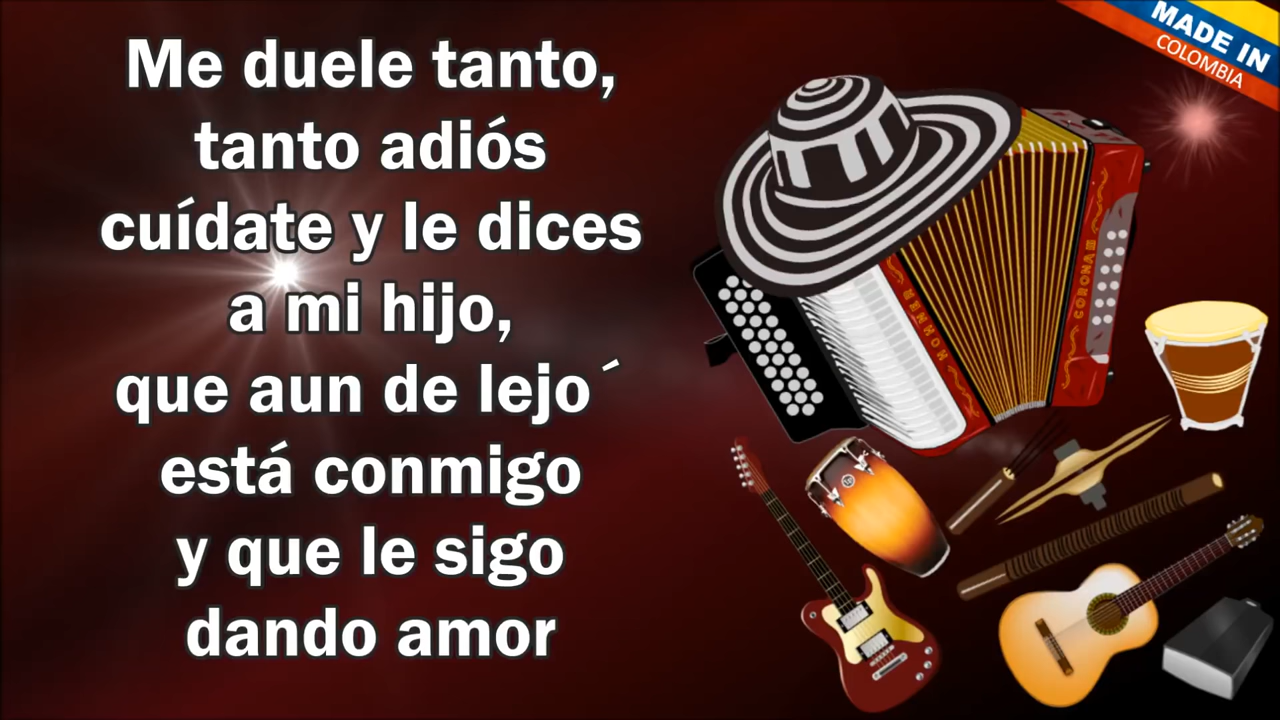 Me duele tanto,
tanto adiós
cuídate y le dices
a mi hijo,
que aun de lejo´
está conmigo
y que le sigo
dando amor
MADE IN
COLOMBIA
HOHNER
CORONA III